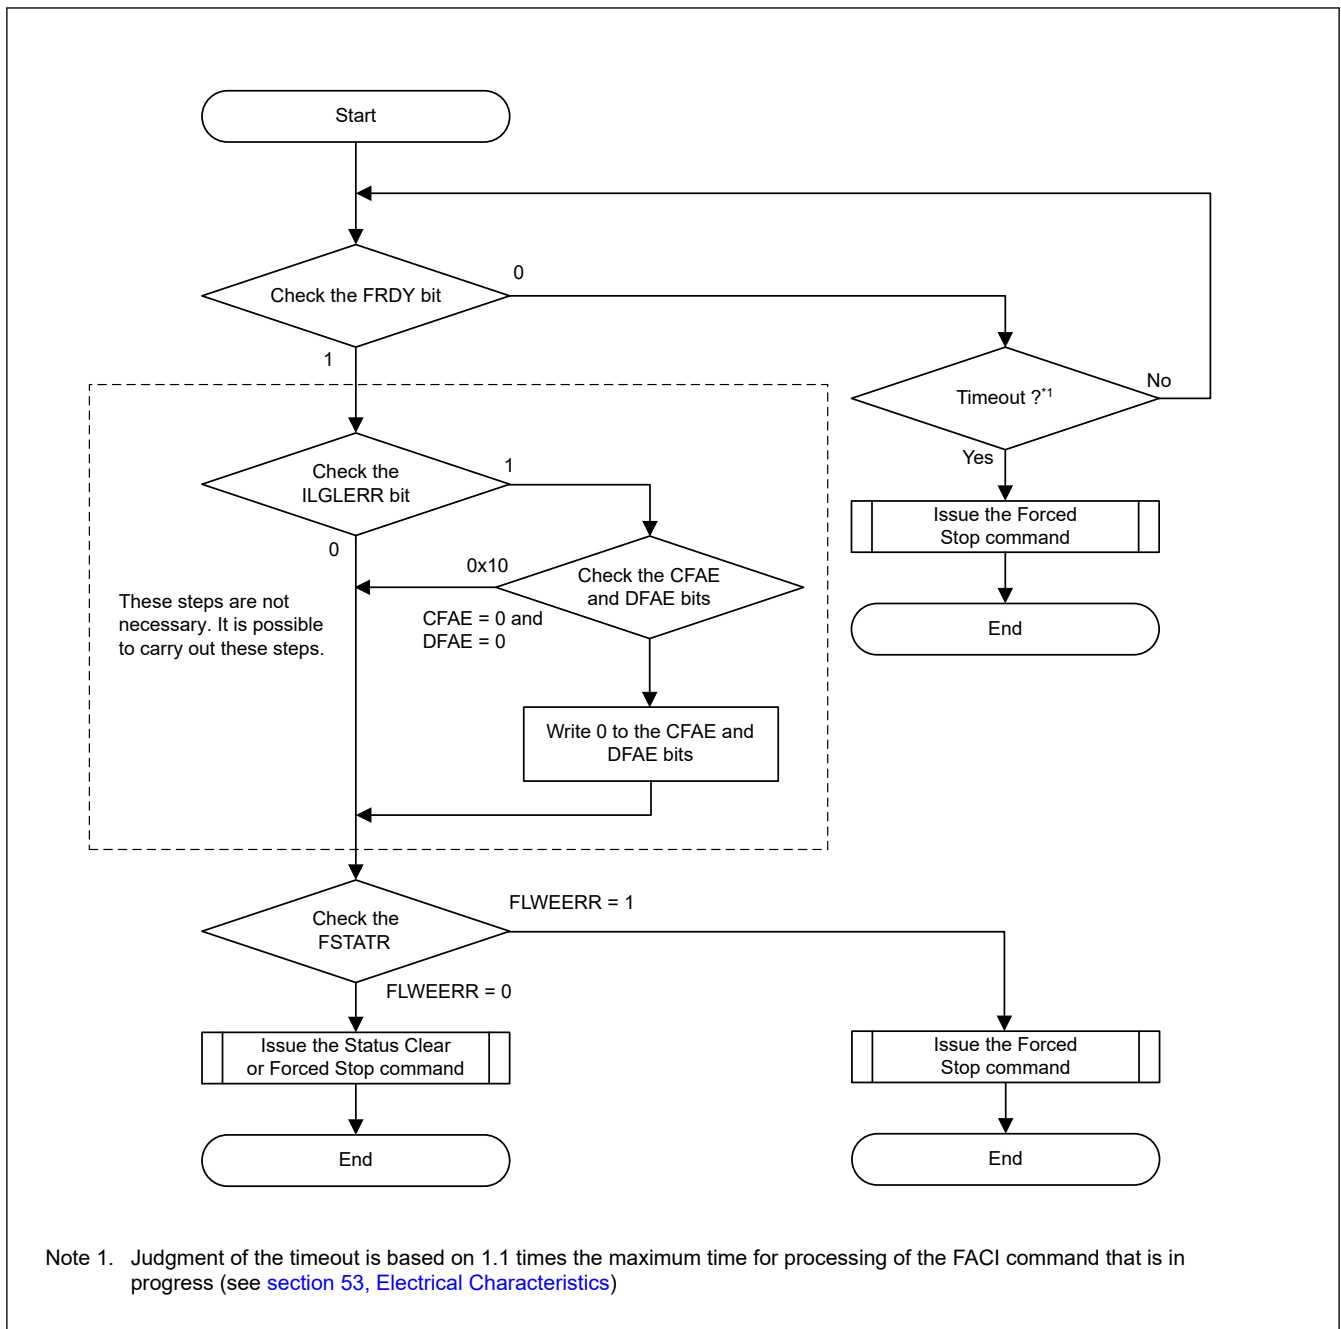 Start
Check the FRDY bit
0
1
Timeout ?*1
No
Yes
Issue the Forced
Stop command
End
Check the
ILGLERR bit
1
0
0x10
Check the CFAE
and DFAE bits
CFAE = 0 and
DFAE = 0
These steps are not
necessary. It is possible
to carry out these steps.
Write 0 to the CFAE and
DFAE bits
Check the
FSTATR
FLWEERR = 1
FLWEERR = 0
Issue the Status Clear
or Forced Stop command
End
Issue the Forced
Stop command
End
Note 1. Judgment of the timeout is based on 1.1 times the maximum time for processing of the FACI command that is in
progress (see section 53, Electrical Characteristics)